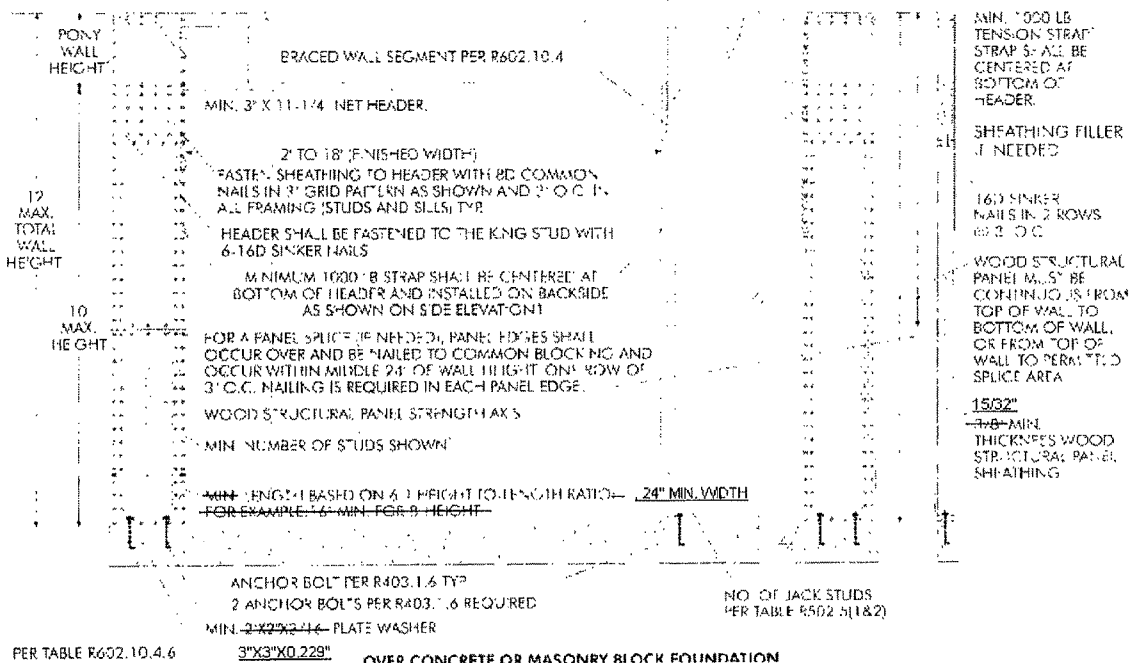 PONY
WALL
HEIGHT
BRACED WALL SEGMENT PER R602.10.4
MIN. 3" X 11-1/4" NET HEADER.
2' TO 18' (FINISHED WIDTH)
FASTEN SHEATHING TO HEADER WITH 8D COMMON
NAILS IN 3" GRID PATTERN AS SHOWN AND 3" O.C. IN
ALL FRAMING (STUDS AND SILLS) TYP.
HEADER SHALL BE FASTENED TO THE KING STUD WITH
6-16D SINKER NAILS
MINIMUM 1000 LB STRAP SHALL BE CENTERED AT
BOTTOM OF HEADER AND INSTALLED ON BACKSIDE
AS SHOWN ON SIDE ELEVATION
FOR A PANEL SPLICE (IF NEEDED), PANEL EDGES SHALL
OCCUR OVER AND BE NAILED TO COMMON BLOCKING AND
OCCUR WITHIN MIDDLE 24" OF WALL HEIGHT. ONE ROW OF
3" O.C. NAILING IS REQUIRED IN EACH PANEL EDGE.
WOOD STRUCTURAL PANEL STRENGTH AXIS
MIN. NUMBER OF STUDS SHOWN
MIN. LENGTH BASED ON 6:1 HEIGHT-TO-LENGTH RATIO 24" MIN. WIDTH
FOR EXAMPLE: 16" MIN. FOR 8' HEIGHT
ANCHOR BOLT PER R403.1.6 TYP
2 ANCHOR BOLTS PER R403.1.6 REQUIRED
MIN. 2"X2"X3/16" PLATE WASHER
3"X3"X0.229"
PER TABLE R602.10.4.6
OVER CONCRETE OR MASONRY BLOCK FOUNDATION
12'
MAX.
TOTAL
WALL
HEIGHT
10'
MAX.
HEIGHT
NO. OF JACK STUDS
PER TABLE R502.5(1&2)
MIN. 1000 LB
TENSION STRAP
STRAP SHALL BE
CENTERED AT
BOTTOM OF
HEADER.
SHEATHING FILLER
IF NEEDED
16D SINKER
NAILS IN 2 ROWS
@ 3" O.C.
WOOD STRUCTURAL
PANEL MUST BE
CONTINUOUS FROM
TOP OF WALL TO
BOTTOM OF WALL,
OR FROM TOP OF
WALL TO PERMITTED
SPLICE AREA
15/32"
3/8" MIN.
THICKNESS WOOD
STRUCTURAL PANEL
SHEATHING